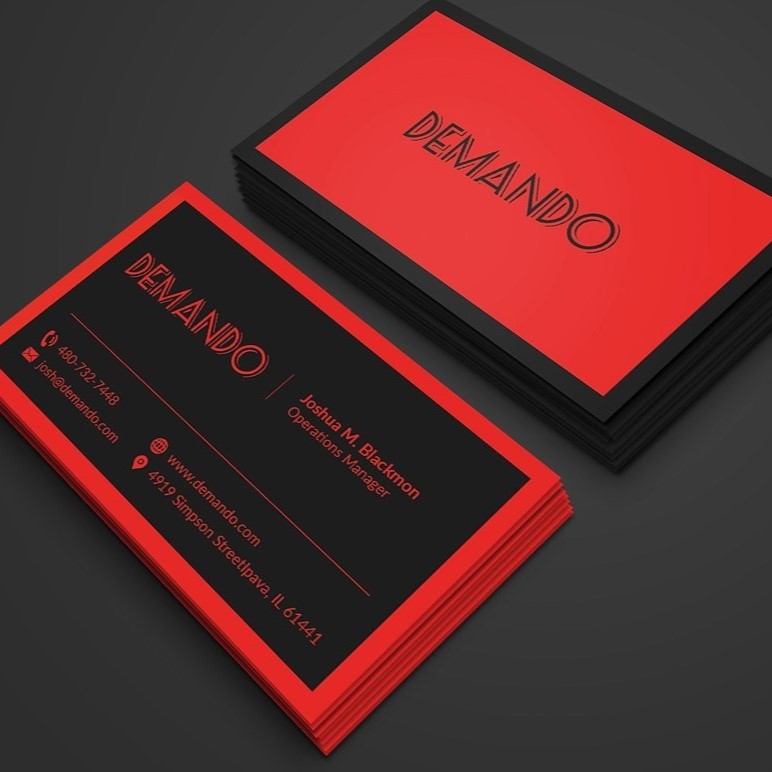 DEMANDO
DEMANDO
Joshua M. Blackmon
Operations Manager
480-732-7448
josh@demando.com
www.demando.com
4919 Simpson Streetlpava, IL 61441